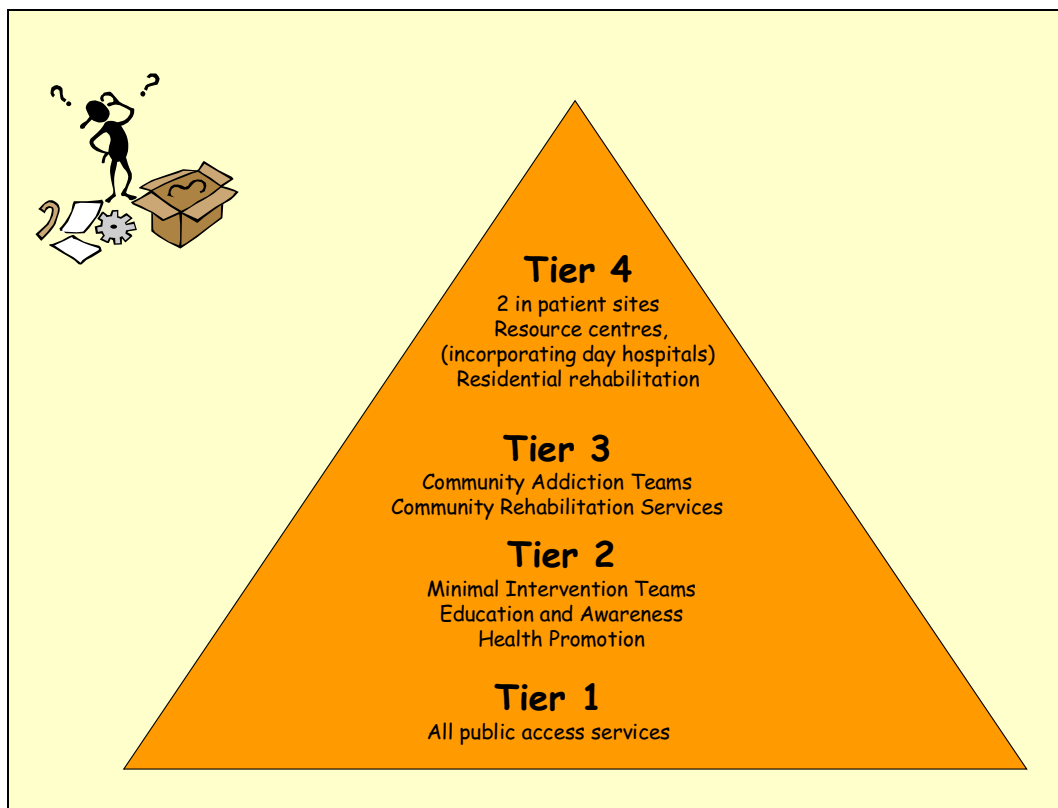 ?
?
Tier 4
2 in patient sites
Resource centres,
(incorporating day hospitals)
Residential rehabilitation
Tier 3
Community Addiction Teams
Community Rehabilitation Services
Tier 2
Minimal Intervention Teams
Education and Awareness
Health Promotion
Tier 1
All public access services